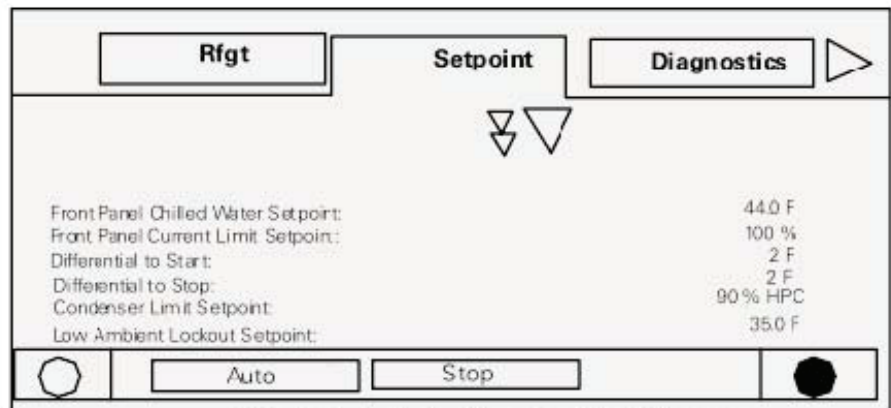 Rfgt Setpoint Diagnostics
Front Panel Chilled Water Setpoint: 44.0 F
Front Panel Current Limit Setpoint: 100 %
Differential to Start: 2 F
Differential to Stop: 2 F
Condenser Limit Setpoint: 90 % HPC
Low Ambient Lockout Setpoint: 35.0 F
Auto Stop